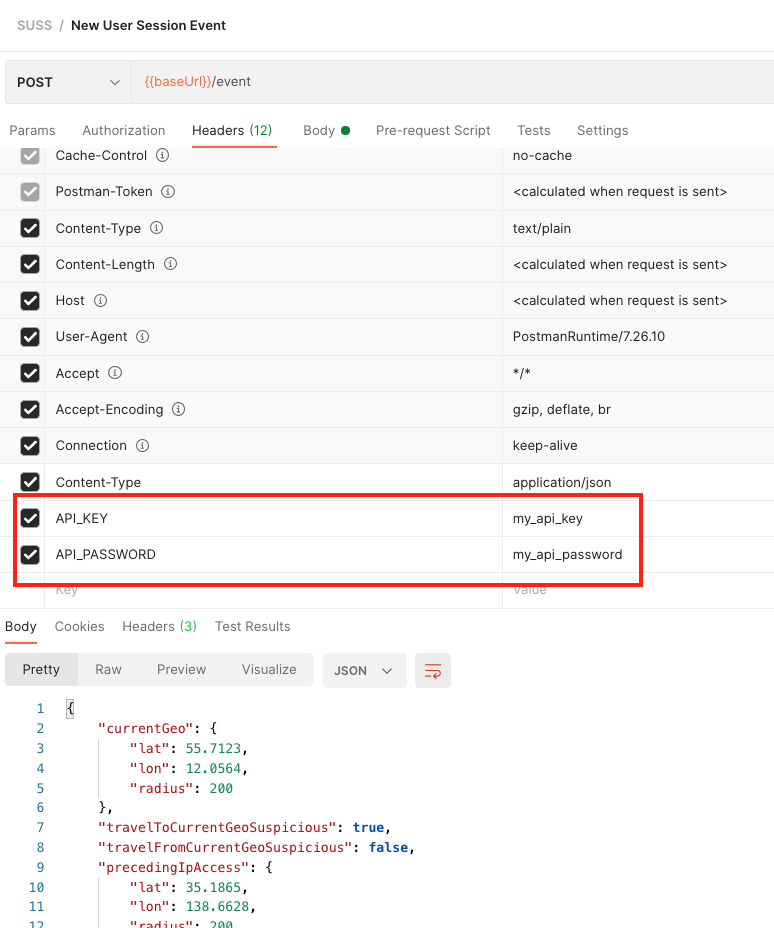 SUSS / New User Session Event
POST {{baseUrl}}/event
Params Authorization Headers (12) Body Pre-request Script Tests Settings
Cache-Control no-cache
Postman-Token <calculated when request is sent>
Content-Type text/plain
Content-Length <calculated when request is sent>
Host <calculated when request is sent>
User-Agent PostmanRuntime/7.26.10
Accept */*
Accept-Encoding gzip, deflate, br
Connection keep-alive
Content-Type application/json
API_KEY my_api_key
API_PASSWORD my_api_password
Key Value
Body Cookies Headers (3) Test Results
Pretty Raw Preview Visualize JSON
1 {
2 "currentGeo": {
3 "lat": 55.7123,
4 "lon": 12.0564,
5 "radius": 200
6 },
7 "travelToCurrentGeoSuspicious": true,
8 "travelFromCurrentGeoSuspicious": false,
9 "precedingIpAccess": {
10 "lat": 35.1865,
11 "lon": 138.6628,
12 "radius": 200